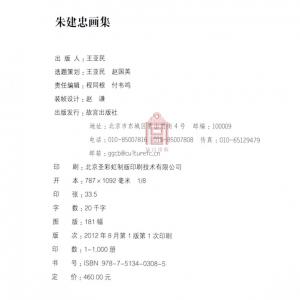 朱建忠画集
出 版 人：王亚民
选题策划：王亚民 赵国英
责任编辑：程同根 付韦鸣
装帧设计：赵 谦
出版发行：故宫出版社
地址：北京市东城区景山前街4号 邮编：100009
电话：010-85007816 010-85007808 传真：010-65129479
邮箱：ggcb@culturefc.cn
印 刷：北京圣彩虹制版印刷技术有限公司
开 本：787×1092毫米 1/8
印 张：33.5
字 数：20千字
图 版：181幅
版 次：2012年8月第1版第1次印刷
印 数：1-1,000册
书 号：ISBN 978-7-5134-0308-5
定 价：460.00元